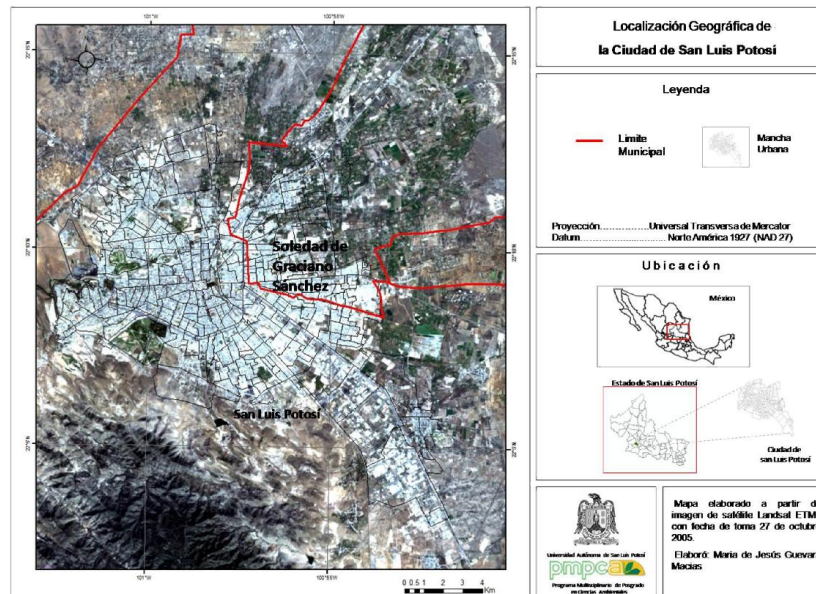 Localización Geográfica de
la Ciudad de San Luis Potosí
Leyenda
Limite
Municipal
Mancha
Urbana
Proyección..............Universal Transversa de Mercator
Datum.............................. Norte América 1927 (NAD 27)
Ubicación
México
Estado de San Luis Potosí
Ciudad de
san Luis Potosí
Soledad de
Graciano
Sánchez
San Luis Potosí
101°W
100°55'W
101°W
100°55'W
0 0.5 1 2 3 4
Km
Universidad Autónoma de San Luis Potosí
pmpca
Programa Multidisciplinario de Posgrado
en Ciencias Ambientales
Mapa elaborado a partir d
imagen de satélite Landsat ETM
con fecha de toma 27 de octubr
2005.
Elaboró: Maria de Jesús Guevar
Macias